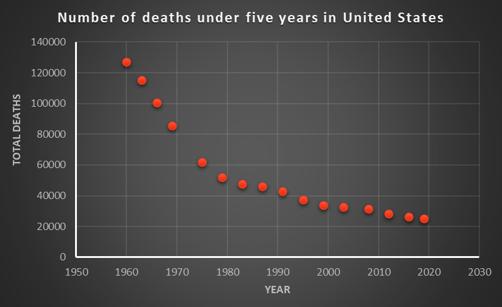 Number of deaths under five years in United States
140000
120000
100000
80000
60000
40000
20000
0
TOTAL DEATHS
1950 1960 1970 1980 1990 2000 2010 2020 2030
YEAR